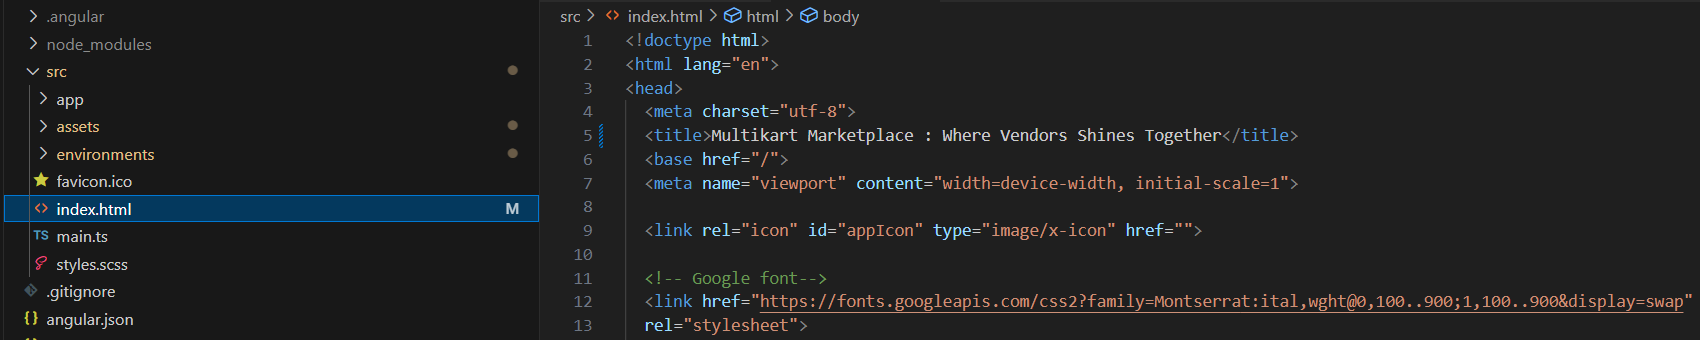 .angular
node_modules
src
app
assets
environments
favicon.ico
index.html M
TS main.ts
styles.scss
.gitignore
{} angular.json
src > <> index.html > html > body
1 <!doctype html>
2 <html lang="en">
3 <head>
4 <meta charset="utf-8">
5 <title>Multikart Marketplace : Where Vendors Shines Together</title>
6 <base href="/">
7 <meta name="viewport" content="width=device-width, initial-scale=1">
8
9 <link rel="icon" id="appIcon" type="image/x-icon" href="">
10
11 <!-- Google font-->
12 <link href="https://fonts.googleapis.com/css2?family=Montserrat:ital,wght@0,100..900;1,100..900&display=swap"
13 rel="stylesheet">